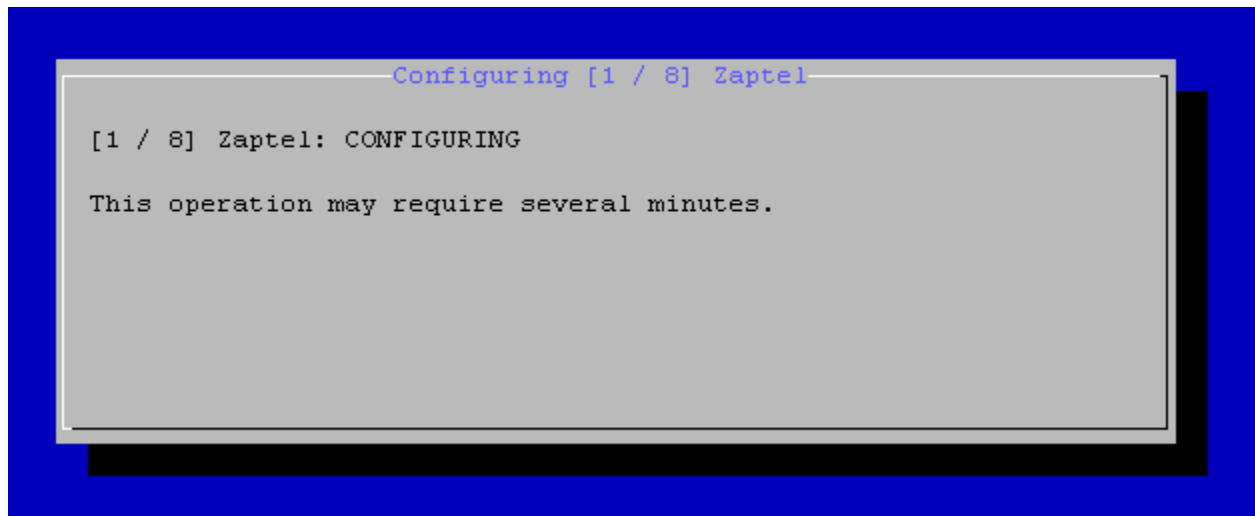 Configuring [1 / 8] Zaptel
[1 / 8] Zaptel: CONFIGURING
This operation may require several minutes.